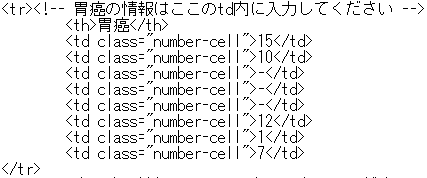 <tr><!-- 胃癌の情報はここのtd内に入力してください -->
<th>胃癌</th>
<td class="number-cell">15</td>
<td class="number-cell">10</td>
<td class="number-cell">-</td>
<td class="number-cell">-</td>
<td class="number-cell">-</td>
<td class="number-cell">12</td>
<td class="number-cell">1</td>
<td class="number-cell">7</td>
</tr>